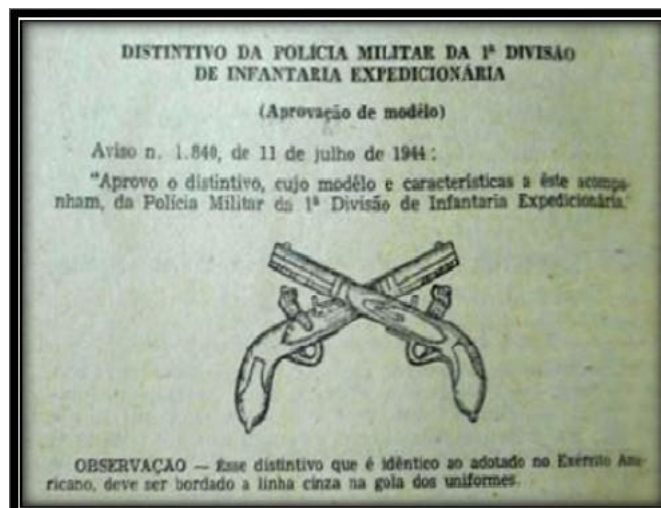 DISTINTIVO DA POLÍCIA MILITAR DA 1ª DIVISÃO
DE INFANTARIA EXPEDICIONÁRIA
(Aprovação de modêlo)
Aviso n. 1.840, de 11 de julho de 1944:
"Aprovo o distintivo, cujo modêlo e características a êste acompa-
nham, da Polícia Militar da 1ª Divisão de Infantaria Expedicionária."
OBSERVAÇAO — Esse distintivo que é idêntico ao adotado no Exército Ame-
ricano, deve ser bordado a linha cinza na gola dos uniformes.